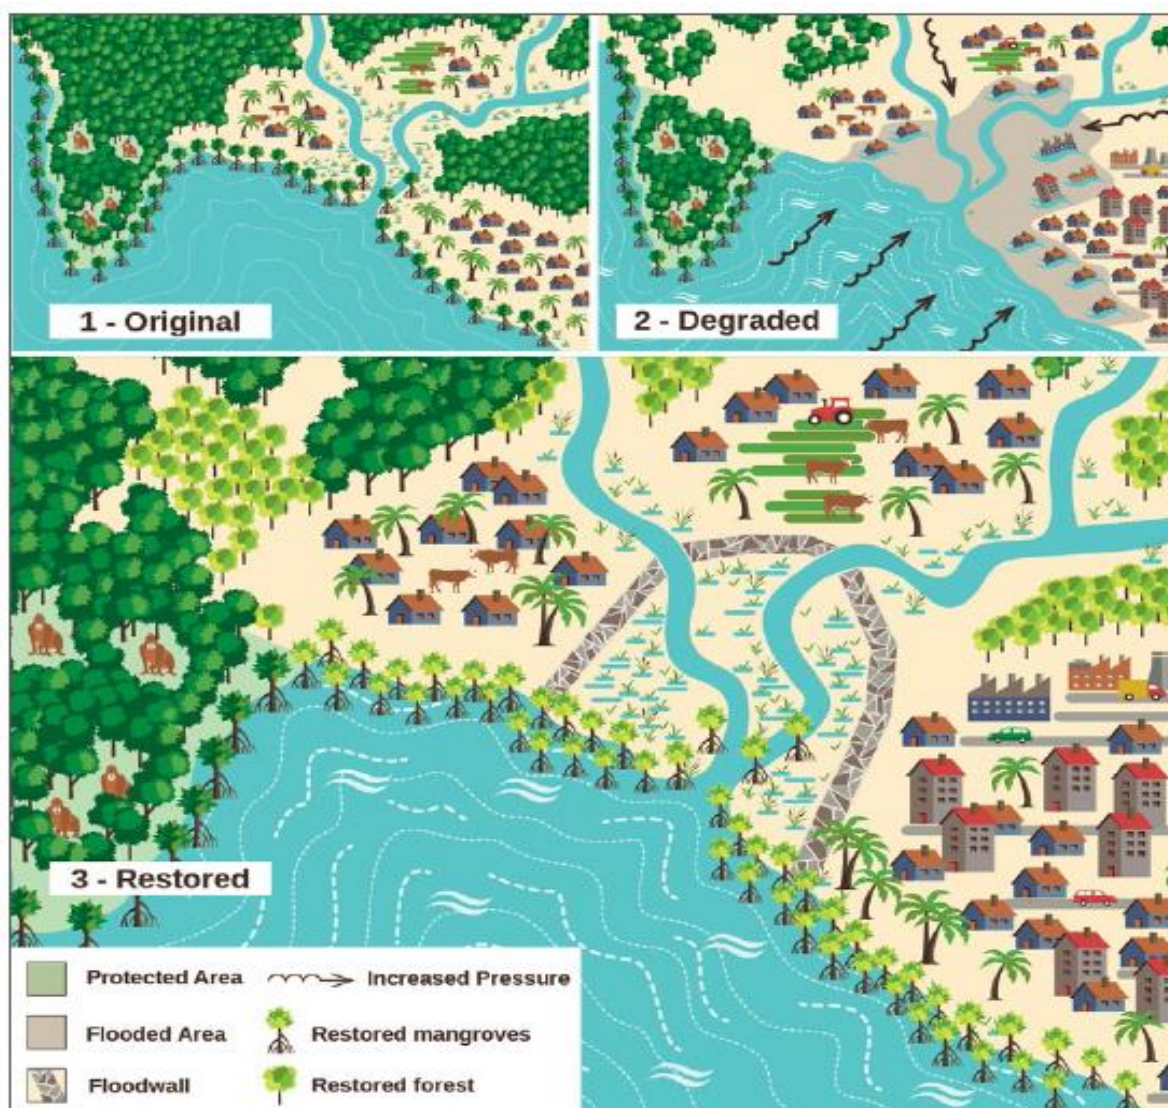 1 - Original
2 - Degraded
3 - Restored
Protected Area
Increased Pressure
Flooded Area
Restored mangroves
Floodwall
Restored forest